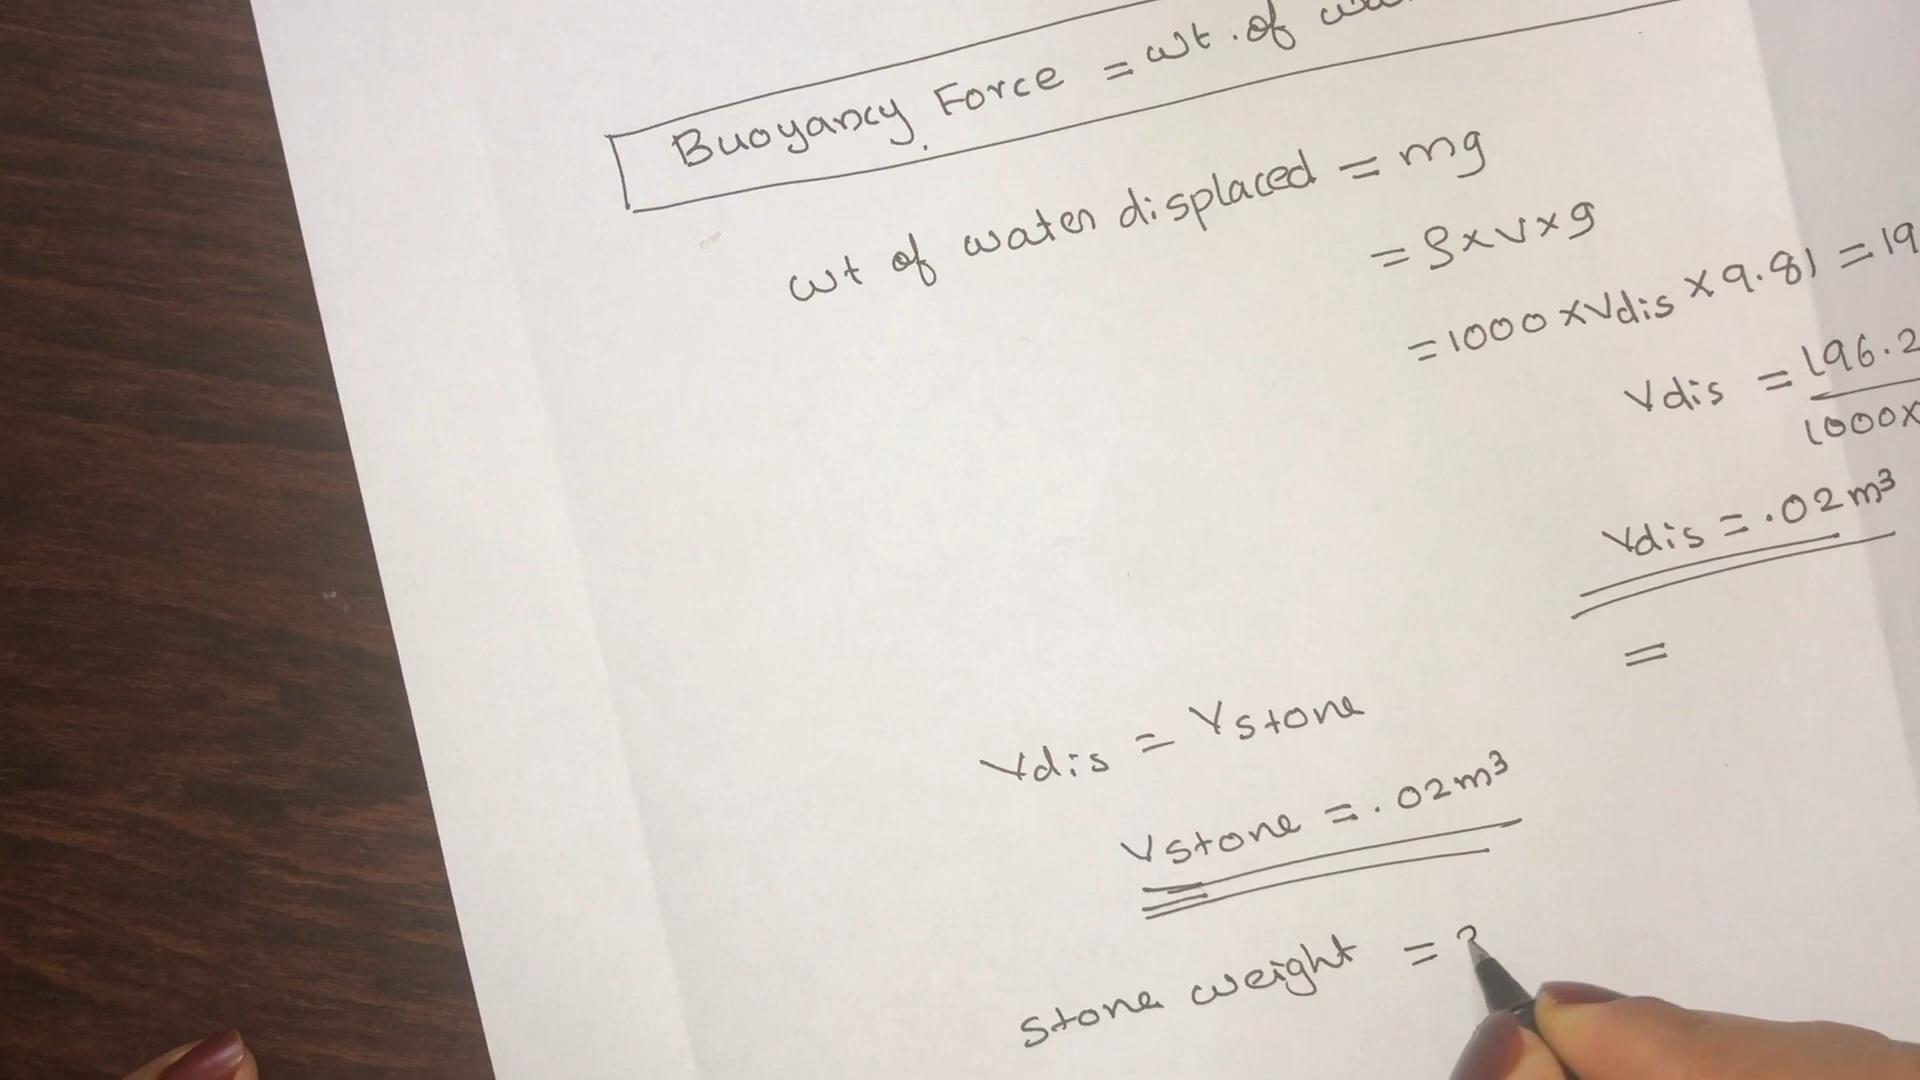 Buoyancy Force = wt. of
wt of water displaced = mg
= ρ x v x g
= 1000 x Vdis x 9.81 = 19
Vdis = 196.2
1000x
Vdis = .02 m³
=
Vdis = Vstone
Vstone = .02 m³
=
stone weight =